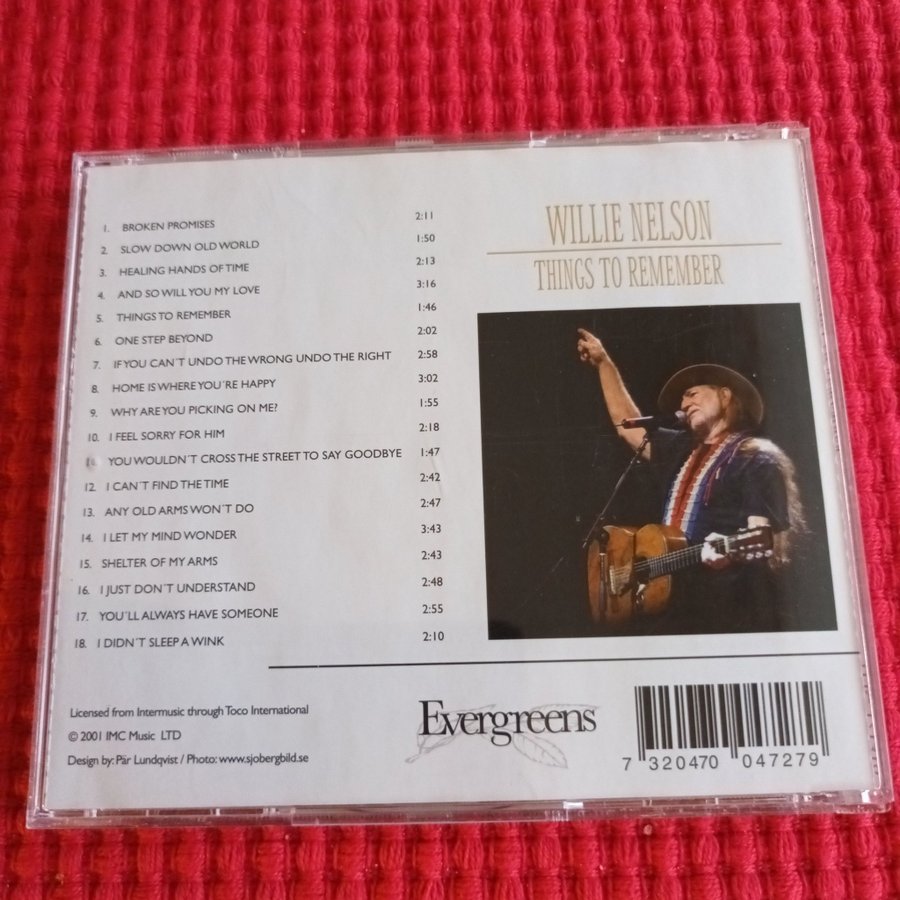 1. BROKEN PROMISES 2:11
2. SLOW DOWN OLD WORLD 1:50
3. HEALING HANDS OF TIME 2:13
4. AND SO WILL YOU MY LOVE 3:16
5. THINGS TO REMEMBER 1:46
6. ONE STEP BEYOND 2:02
7. IF YOU CAN´T UNDO THE WRONG UNDO THE RIGHT 2:58
8. HOME IS WHERE YOU´RE HAPPY 3:02
9. WHY ARE YOU PICKING ON ME? 1:55
10. I FEEL SORRY FOR HIM 2:18
YOU WOULDN´T CROSS THE STREET TO SAY GOODBYE 1:47
12. I CAN´T FIND THE TIME 2:42
13. ANY OLD ARMS WON´T DO 2:47
14. I LET MY MIND WONDER 3:43
15. SHELTER OF MY ARMS 2:43
16. I JUST DON´T UNDERSTAND 2:48
17. YOU´LL ALWAYS HAVE SOMEONE 2:55
18. I DIDN´T SLEEP A WINK 2:10
WILLIE NELSON
THINGS TO REMEMBER
Licensed from Intermusic through Toco International
© 2001 IMC Music LTD
Design by: Pär Lundqvist / Photo: www.sjobergbild.se
Evergreens
7 320470 047279